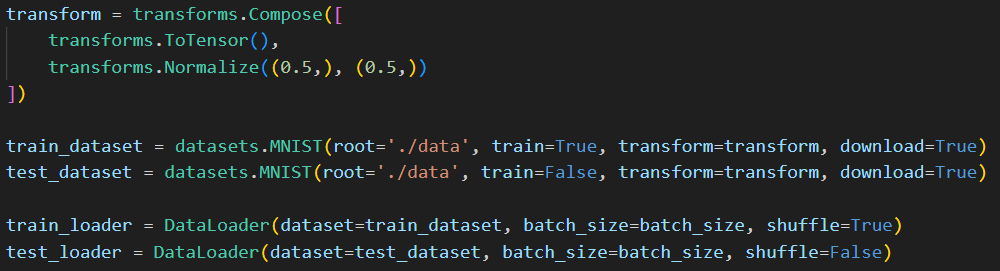 transform = transforms.Compose([
    transforms.ToTensor(),
    transforms.Normalize((0.5,), (0.5,))
])

train_dataset = datasets.MNIST(root='./data', train=True, transform=transform, download=True)
test_dataset = datasets.MNIST(root='./data', train=False, transform=transform, download=True)

train_loader = DataLoader(dataset=train_dataset, batch_size=batch_size, shuffle=True)
test_loader = DataLoader(dataset=test_dataset, batch_size=batch_size, shuffle=False)